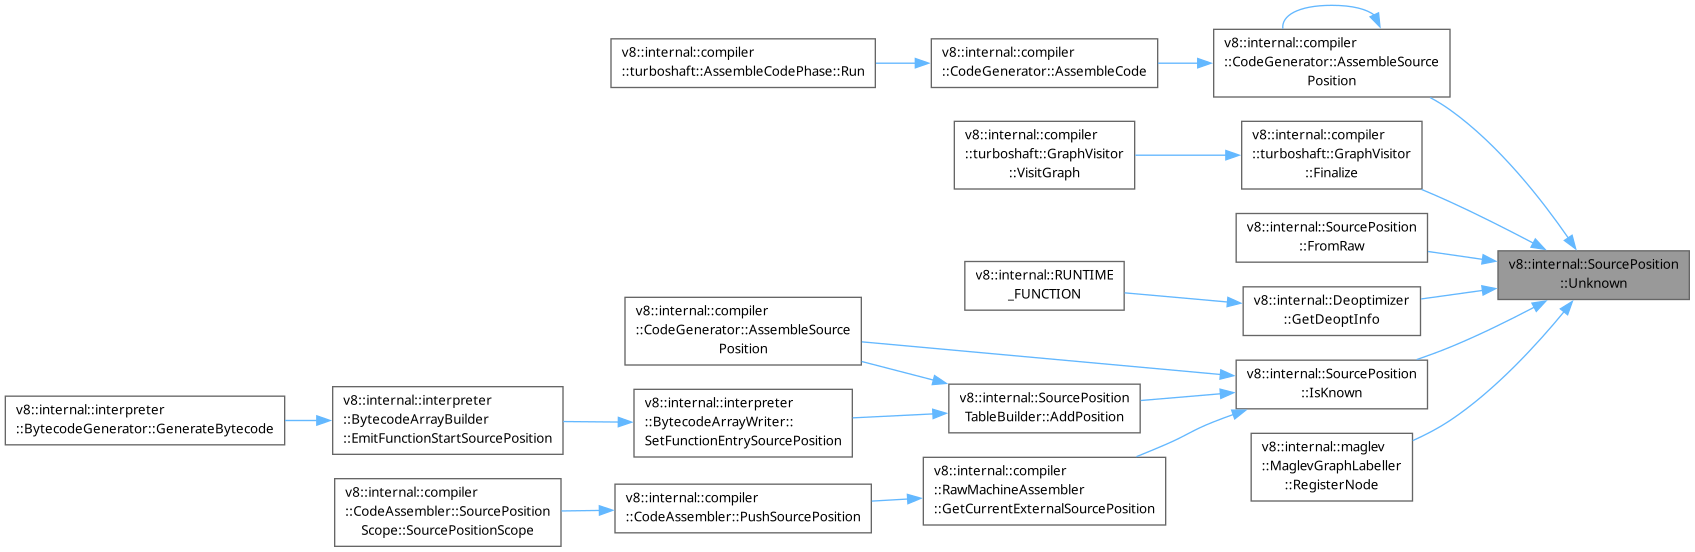 v8::internal::compiler
::turboshaft::AssembleCodePhase::Run
v8::internal::compiler
::CodeGenerator::AssembleCode
v8::internal::compiler
::CodeGenerator::AssembleSource
Position
v8::internal::compiler
::turboshaft::GraphVisitor
::VisitGraph
v8::internal::compiler
::turboshaft::GraphVisitor
::Finalize
v8::internal::SourcePosition
::FromRaw
v8::internal::SourcePosition
::Unknown
v8::internal::RUNTIME
_FUNCTION
v8::internal::Deoptimizer
::GetDeoptInfo
v8::internal::compiler
::CodeGenerator::AssembleSource
Position
v8::internal::SourcePosition
::IsKnown
v8::internal::interpreter
::BytecodeGenerator::GenerateBytecode
v8::internal::interpreter
::BytecodeArrayBuilder
::EmitFunctionStartSourcePosition
v8::internal::interpreter
::BytecodeArrayWriter::
SetFunctionEntrySourcePosition
v8::internal::SourcePosition
TableBuilder::AddPosition
v8::internal::maglev
::MaglevGraphLabeller
::RegisterNode
v8::internal::compiler
::CodeAssembler::SourcePosition
Scope::SourcePositionScope
v8::internal::compiler
::CodeAssembler::PushSourcePosition
v8::internal::compiler
::RawMachineAssembler
::GetCurrentExternalSourcePosition